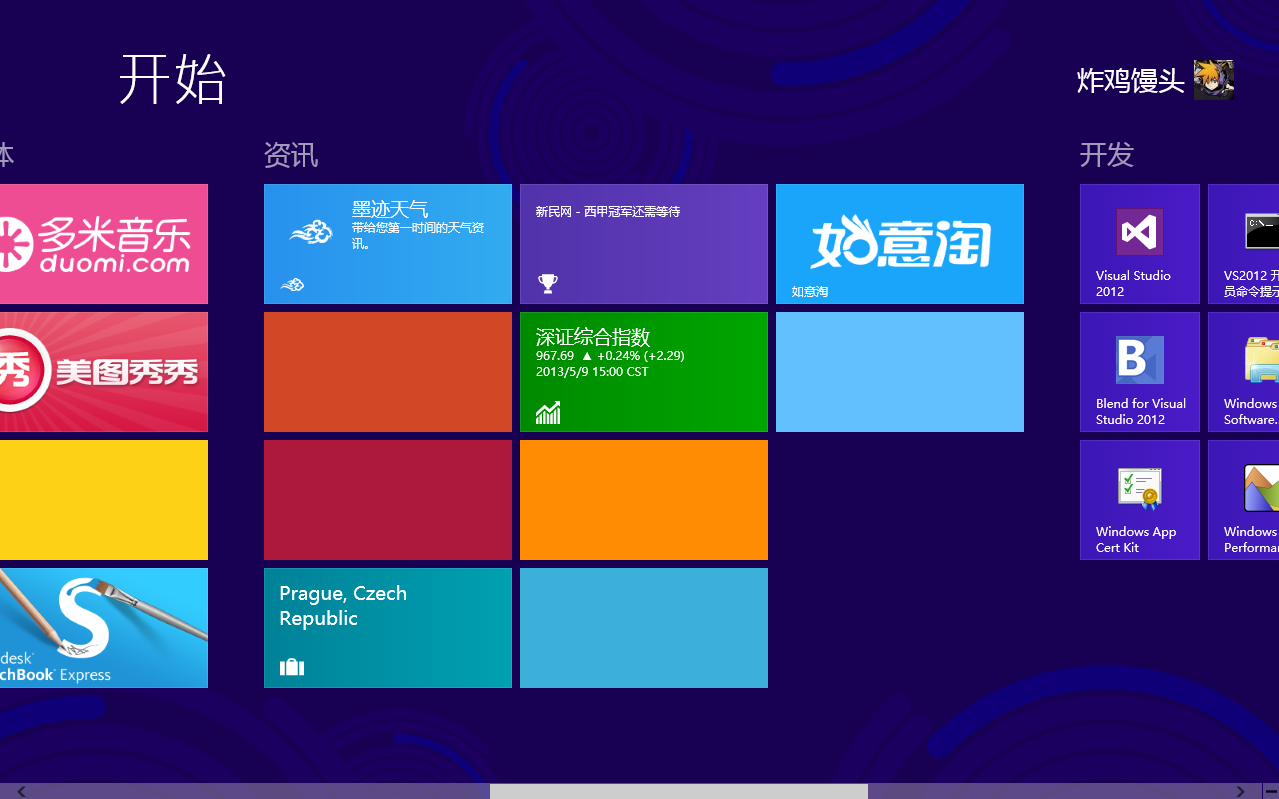 开始
炸鸡馒头
体
资讯
开发
多米音乐
duomi.com
墨迹天气
带给您第一时间的天气资
讯。
新民网 - 西甲冠军还需等待
如意淘
如意淘
Visual Studio
2012
C:\_
VS2012 开
员命令提示
秀
美图秀秀
深证综合指数
967.69 ▲ +0.24% (+2.29)
2013/5/9 15:00 CST
B
Blend for Visual
Studio 2012
Windows
Software...
Windows App
Cert Kit
Windows
Performan
desk
chBook Express
Prague, Czech
Republic